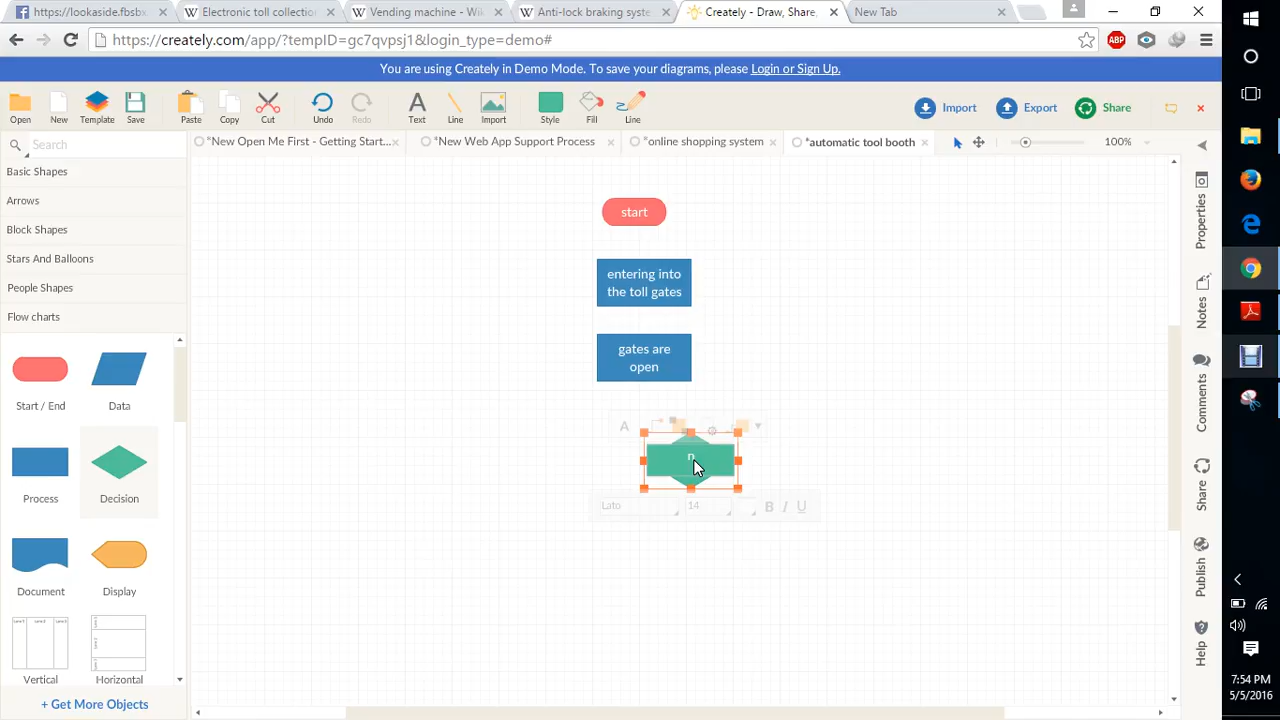 https://lookaside.fbsbx
Electronic toll collectio
Vending machine - Wik
Anti-lock braking syste
Creately - Draw, Share,
New Tab
https://creately.com/app/?tempID=gc7qvpsj1&login_type=demo#
ABP
You are using Creately in Demo Mode. To save your diagrams, please Login or Sign Up.
Open
New
Template
Save
Paste
Copy
Cut
Undo
Redo
Text
Line
Import
Style
Fill
Line
Import
Export
Share
Search
*New Open Me First - Getting Start...
*New Web App Support Process
*online shopping system
*automatic tool booth
100%
Basic Shapes
Arrows
Block Shapes
Stars And Balloons
People Shapes
Flow charts
Start / End
Data
Process
Decision
Document
Display
Vertical
Horizontal
+ Get More Objects
start
entering into
the toll gates
gates are
open
A
n
Lato
14
B I U
Properties
Notes
Comments
Share
Publish
Help
7:54 PM
5/5/2016